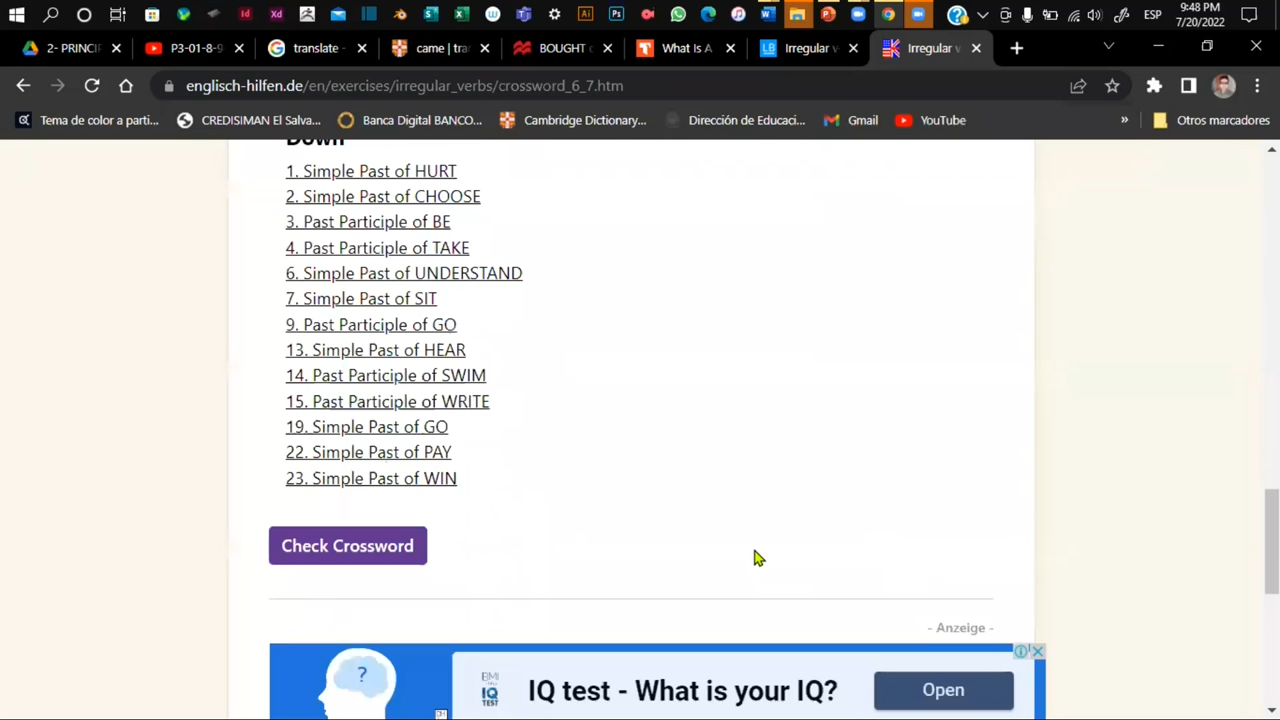 9:48 PM
ESP
7/20/2022
2- PRINCIP
P3-31-8-9
translate -
came | tra
BOUGHT
What Is A
Irregular v
Irregular v
englisch-hilfen.de/en/exercises/irregular_verbs/crossword_6_7.htm
Tema de color a parti...
CREDISIMAN El Salva...
Banca Digital BANCO...
Cambridge Dictionary...
Dirección de Educaci...
Gmail
YouTube
»
Otros marcadores
Down
1. Simple Past of HURT
2. Simple Past of CHOOSE
3. Past Participle of BE
4. Past Participle of TAKE
6. Simple Past of UNDERSTAND
7. Simple Past of SIT
9. Past Participle of GO
13. Simple Past of HEAR
14. Past Participle of SWIM
15. Past Participle of WRITE
19. Simple Past of GO
22. Simple Past of PAY
23. Simple Past of WIN
Check Crossword
- Anzeige -
?
BMI
IQ
TEST
IQ test - What is your IQ?
Open